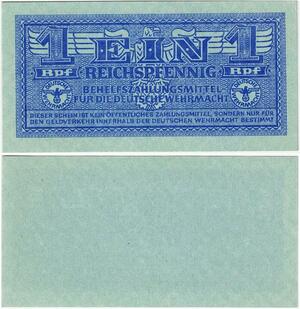 1 EIN 1
Rpf REICHSPFENNIG Rpf
BEHELFSZAHLUNGSMITTEL
FÜR DIE DEUTSCHE WEHRMACHT
DIESER SCHEIN IST KEIN ÖFFENTLICHES ZAHLUNGSMITTEL, SONDERN NUR FÜR
DEN GELDVERKEHR INNERHALB DER DEUTSCHEN WEHRMACHT BESTIMMT